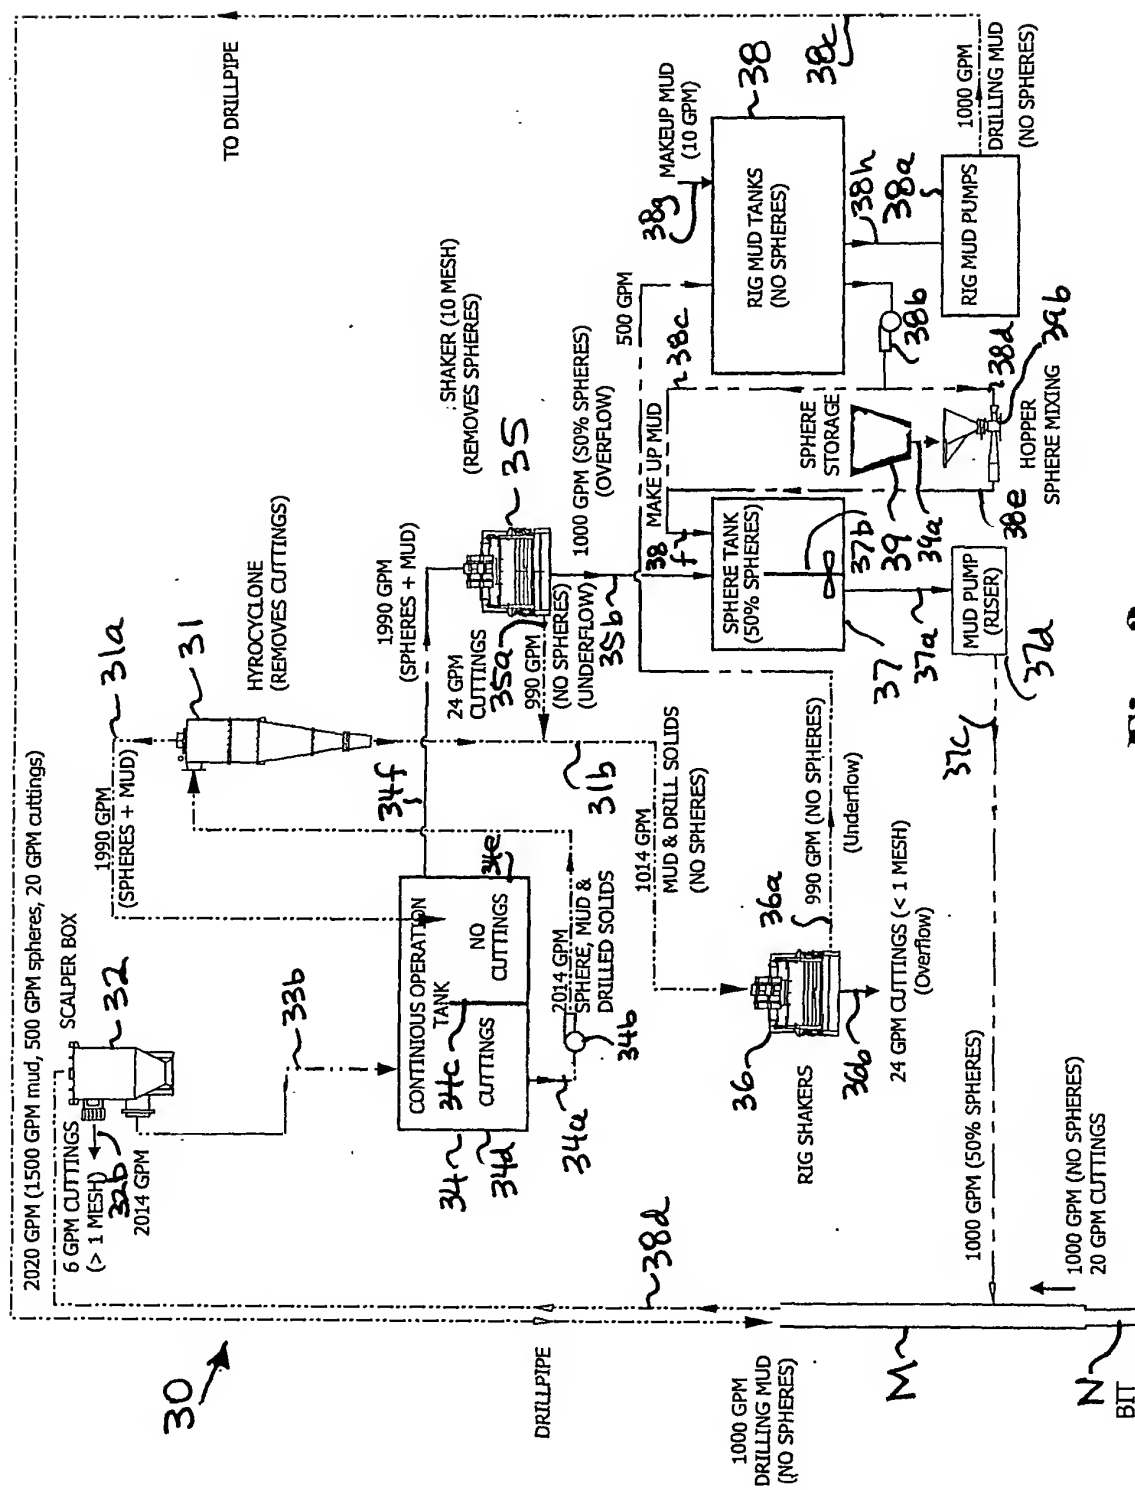 30
2020 GPM (1500 GPM mud, 500 GPM spheres, 20 GPM cuttings)
TO DRILLPIPE
38c
6 GPM CUTTINGS
(> 1 MESH)
32b
2014 GPM
SCALPER BOX
32
33b
1990 GPM
(SPHERES + MUD)
31a
31
HYROCYCLONE
(REMOVES CUTTINGS)
CONTINIOUS OPERATION
TANK
34c
CUTTINGS
NO
CUTTINGS
34e
34
34d
34a
34b
2014 GPM
SPHERE, MUD &
DRILLED SOLIDS
34f
1990 GPM
(SPHERES + MUD)
SHAKER (10 MESH)
(REMOVES SPHERES)
35
24 GPM
CUTTINGS
35a
990 GPM
(NO SPHERES)
(UNDERFLOW)
35b
1000 GPM (50% SPHERES)
(OVERFLOW)
31b
1014 GPM
MUD & DRILL SOLIDS
(NO SPHERES)
500 GPM
MAKEUP MUD
(10 GPM)
38g
38
RIG MUD TANKS
(NO SPHERES)
38h
38a
RIG MUD PUMPS
1000 GPM
DRILLING MUD
(NO SPHERES)
38b
38c
MAKE UP MUD
38f
SPHERE TANK
(50% SPHERES)
37b
37
37a
MUD PUMP
(RISER)
37d
37c
SPHERE
STORAGE
39
39a
38e
38d
39b
HOPPER
SPHERE MIXING
36
RIG SHAKERS
36a
36b
990 GPM (NO SPHERES)
(Underflow)
24 GPM CUTTINGS (< 1 MESH)
(Overflow)
DRILLPIPE
38d
1000 GPM
DRILLING MUD
(NO SPHERES)
1000 GPM (50% SPHERES)
1000 GPM (NO SPHERES)
20 GPM CUTTINGS
M
N
BIT